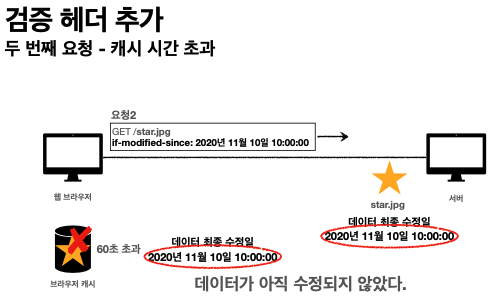 검증 헤더 추가
두 번째 요청 - 캐시 시간 초과
요청2
GET /star.jpg
if-modified-since: 2020년 11월 10일 10:00:00
웹 브라우저
star.jpg
서버
데이터 최종 수정일
2020년 11월 10일 10:00:00
60초 초과
데이터 최종 수정일
2020년 11월 10일 10:00:00
브라우저 캐시
데이터가 아직 수정되지 않았다.